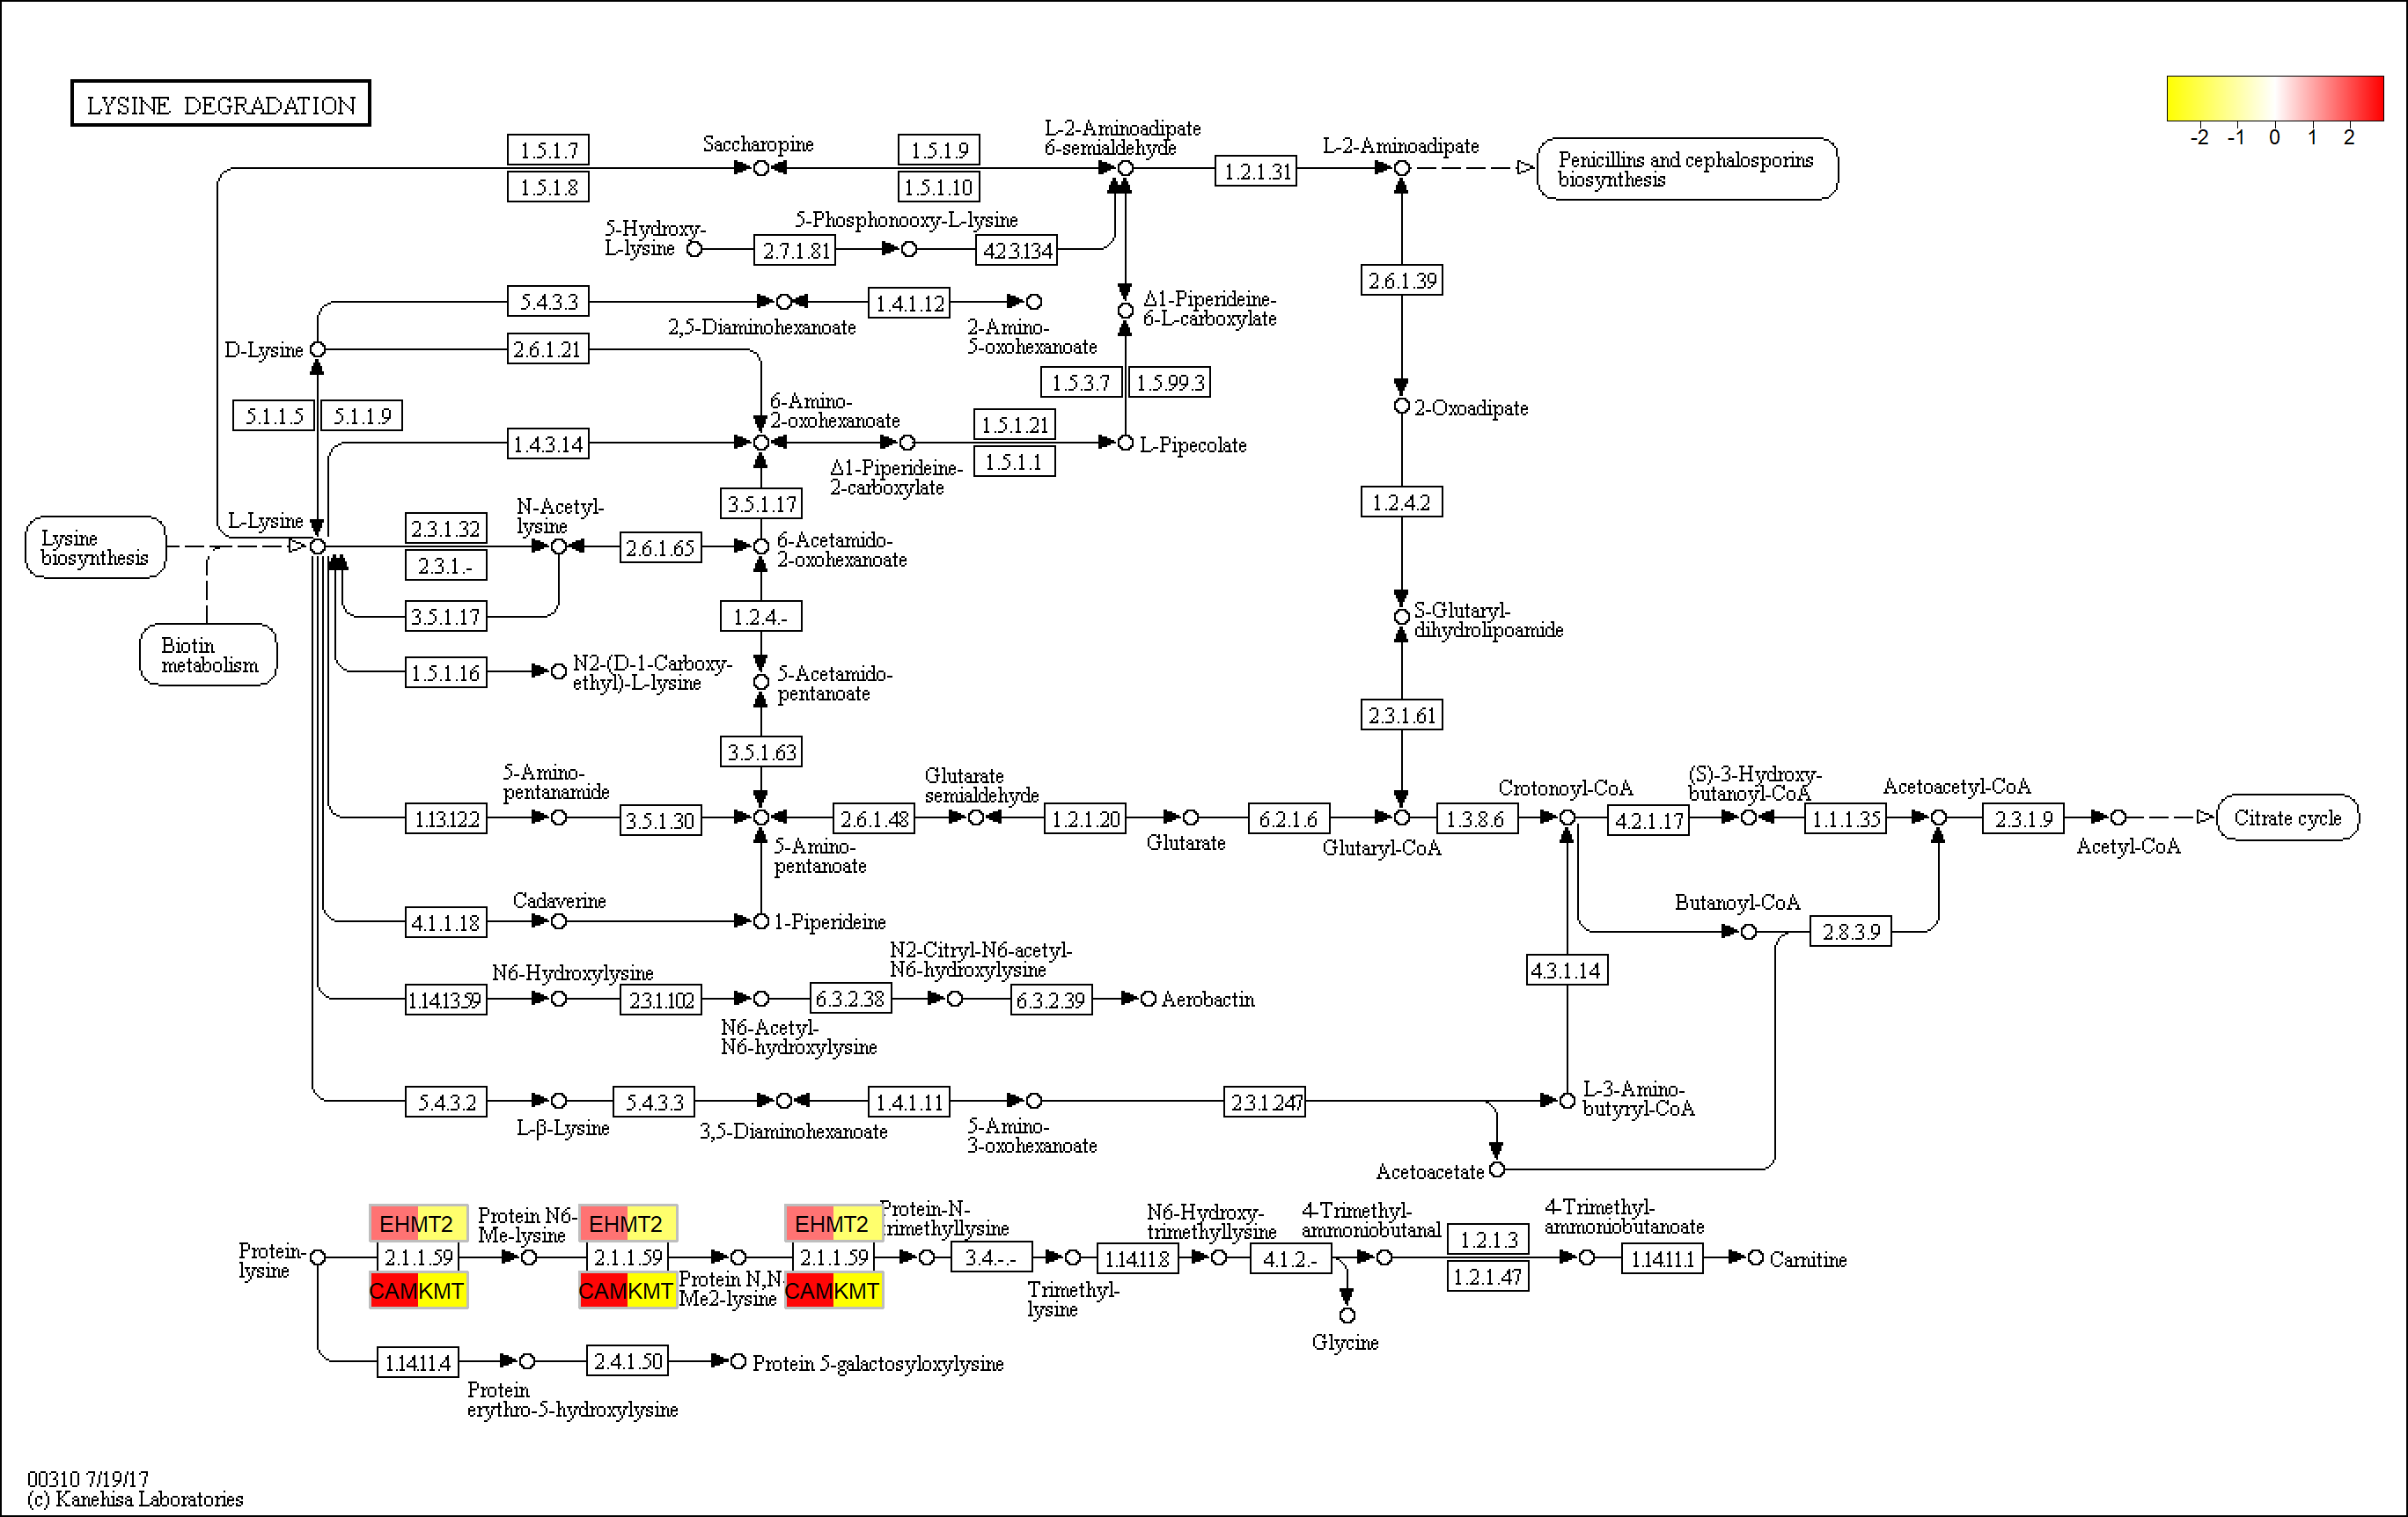 LYSINE DEGRADATION
-2 -1 0 1 2
1.5.1.7
Saccharopine
1.5.1.9
L-2-Aminoadipate
6-semialdehyde
L-2-Aminoadipate
Penicillins and cephalosporins
biosynthesis
1.5.1.8
1.5.1.10
1.2.1.31
5-Hydroxy-
L-lysine
5-Phosphonooxy-L-lysine
2.7.1.81
4.2.3.134
2.6.1.39
5.4.3.3
1.4.1.12
2,5-Diaminohexanoate
2-Amino-
5-oxohexanoate
Δ1-Piperideine-
6-L-carboxylate
D-Lysine
2.6.1.21
1.5.3.7
1.5.99.3
5.1.1.5
5.1.1.9
6-Amino-
2-oxohexanoate
2-Oxoadipate
1.4.3.14
1.5.1.21
1.5.1.1
L-Pipecolate
Δ1-Piperideine-
2-carboxylate
3.5.1.17
1.2.4.2
L-Lysine
Lysine
biosynthesis
2.3.1.32
2.3.1.-
N-Acetyl-
lysine
2.6.1.65
6-Acetamido-
2-oxohexanoate
3.5.1.17
1.2.4.-
S-Glutaryl-
dihydrolipoamide
Biotin
metabolism
1.5.1.16
N2-(D-1-Carboxy-
ethyl)-L-lysine
5-Acetamido-
pentanoate
2.3.1.61
3.5.1.63
5-Amino-
pentanamide
Glutarate
semialdehyde
Crotonoyl-CoA
(S)-3-Hydroxy-
butanoyl-CoA
Acetoacetyl-CoA
1.13.12.2
3.5.1.30
2.6.1.48
1.2.1.20
6.2.1.6
1.3.8.6
4.2.1.17
1.1.1.35
2.3.1.9
Citrate cycle
5-Amino-
pentanoate
Glutarate
Glutaryl-CoA
Acetyl-CoA
4.1.1.18
Cadaverine
1-Piperideine
Butanoyl-CoA
2.8.3.9
N6-Hydroxylysine
N2-Citryl-N6-acetyl-
N6-hydroxylysine
4.3.1.14
1.14.13.59
2.3.1.102
6.3.2.38
6.3.2.39
Aerobactin
N6-Acetyl-
N6-hydroxylysine
5.4.3.2
5.4.3.3
1.4.1.11
2.3.1.247
L-3-Amino-
butyryl-CoA
L-β-Lysine
3,5-Diaminohexanoate
5-Amino-
3-oxohexanoate
Acetoacetate
EHMT2
Protein N6-
Me-lysine
EHMT2
EHMT2
Protein-N-
trimethyllysine
N6-Hydroxy-
trimethyllysine
4-Trimethyl-
ammoniobutanal
1.2.1.3
4-Trimethyl-
ammoniobutanoate
Protein-
lysine
2.1.1.59
2.1.1.59
2.1.1.59
3.4.-.-
1.14.11.8
4.1.2.-
1.14.11.1
Carnitine
CAMKMT
CAMKMT
Protein N,N-
Me2-lysine
CAMKMT
Trimethyl-
lysine
1.2.1.47
Glycine
1.14.11.4
2.4.1.50
Protein 5-galactosyloxylysine
Protein
erythro-5-hydroxylysine
00310 7/19/17
(c) Kanehisa Laboratories